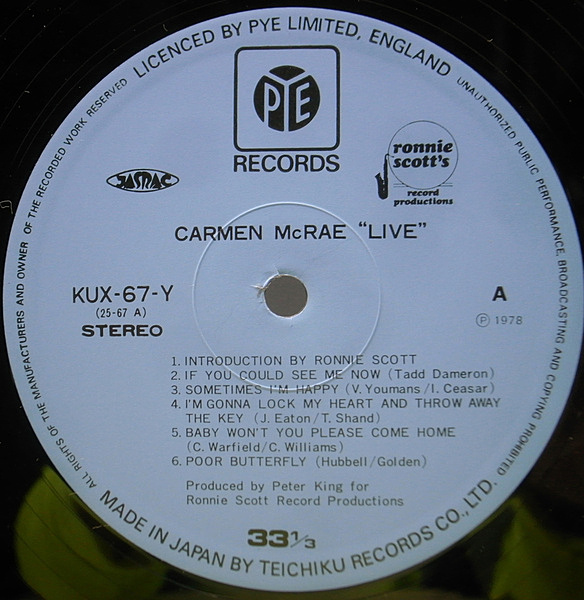 LICENCED BY PYE LIMITED, ENGLAND
UNAUTHORIZED PUBLIC PERFORMANCE, BROADCASTING AND COPYING PROHIBITED
ALL RIGHTS OF THE MANUFACTURERS AND OWNER OF THE RECORDED WORK RESERVED
PYE
RECORDS
JASRAC
ronnie
scott's
record
productions
CARMEN McRAE "LIVE"
KUX-67-Y
(25-67 A)
STEREO
A
Ⓟ 1978
1. INTRODUCTION BY RONNIE SCOTT
2. IF YOU COULD SEE ME NOW (Tadd Dameron)
3. SOMETIMES I'M HAPPY (V. Youmans/I. Ceasar)
4. I'M GONNA LOCK MY HEART AND THROW AWAY
THE KEY (J. Eaton/T. Shand)
5. BABY WON'T YOU PLEASE COME HOME
(C. Warfield/C. Williams)
6. POOR BUTTERFLY (Hubbell/Golden)
Produced by Peter King for
Ronnie Scott Record Productions
33 1/3
MADE IN JAPAN BY TEICHIKU RECORDS CO., LTD.